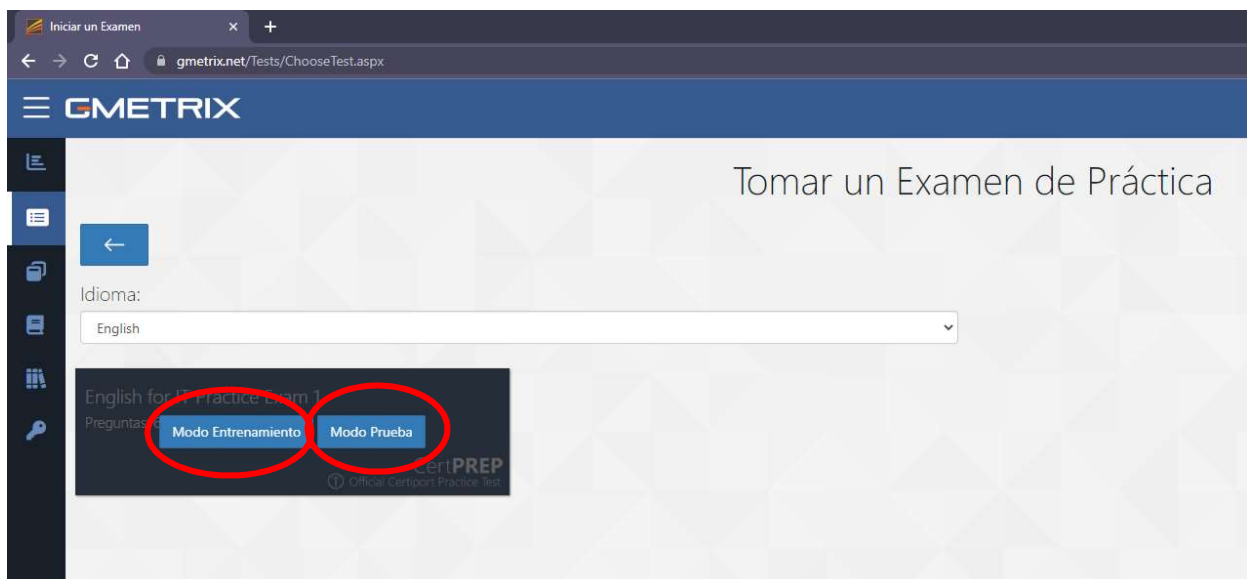 Iniciar un Examen
gmetrix.net/Tests/ChooseTest.aspx
GMETRIX
Tomar un Examen de Práctica
Idioma:
English
English for IT Practice Exam 1
Preguntas:
Modo Entrenamiento
Modo Prueba
CertPREP
Official Certiport Practice Test